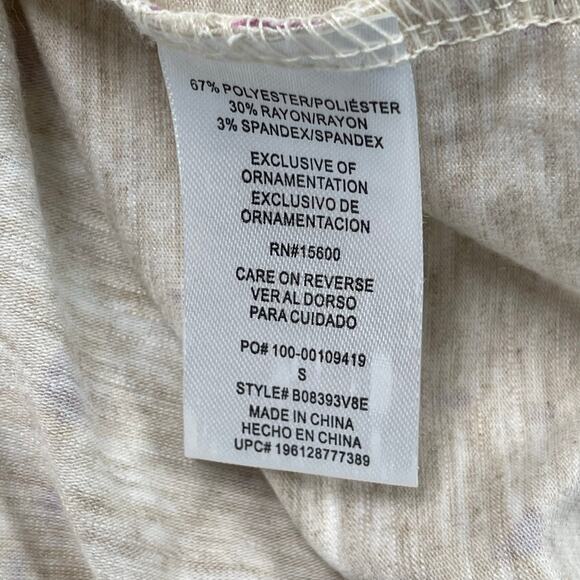 67% POLYESTER/POLIÉSTER
30% RAYON/RAYON
3% SPANDEX/SPANDEX
EXCLUSIVE OF
ORNAMENTATION
EXCLUSIVO DE
ORNAMENTACIÓN
RN#15600
CARE ON REVERSE
VER AL DORSO
PARA CUIDADO
PO# 100-00109419
S
STYLE# B08393V8E
MADE IN CHINA
HECHO EN CHINA
UPC# 196128777389